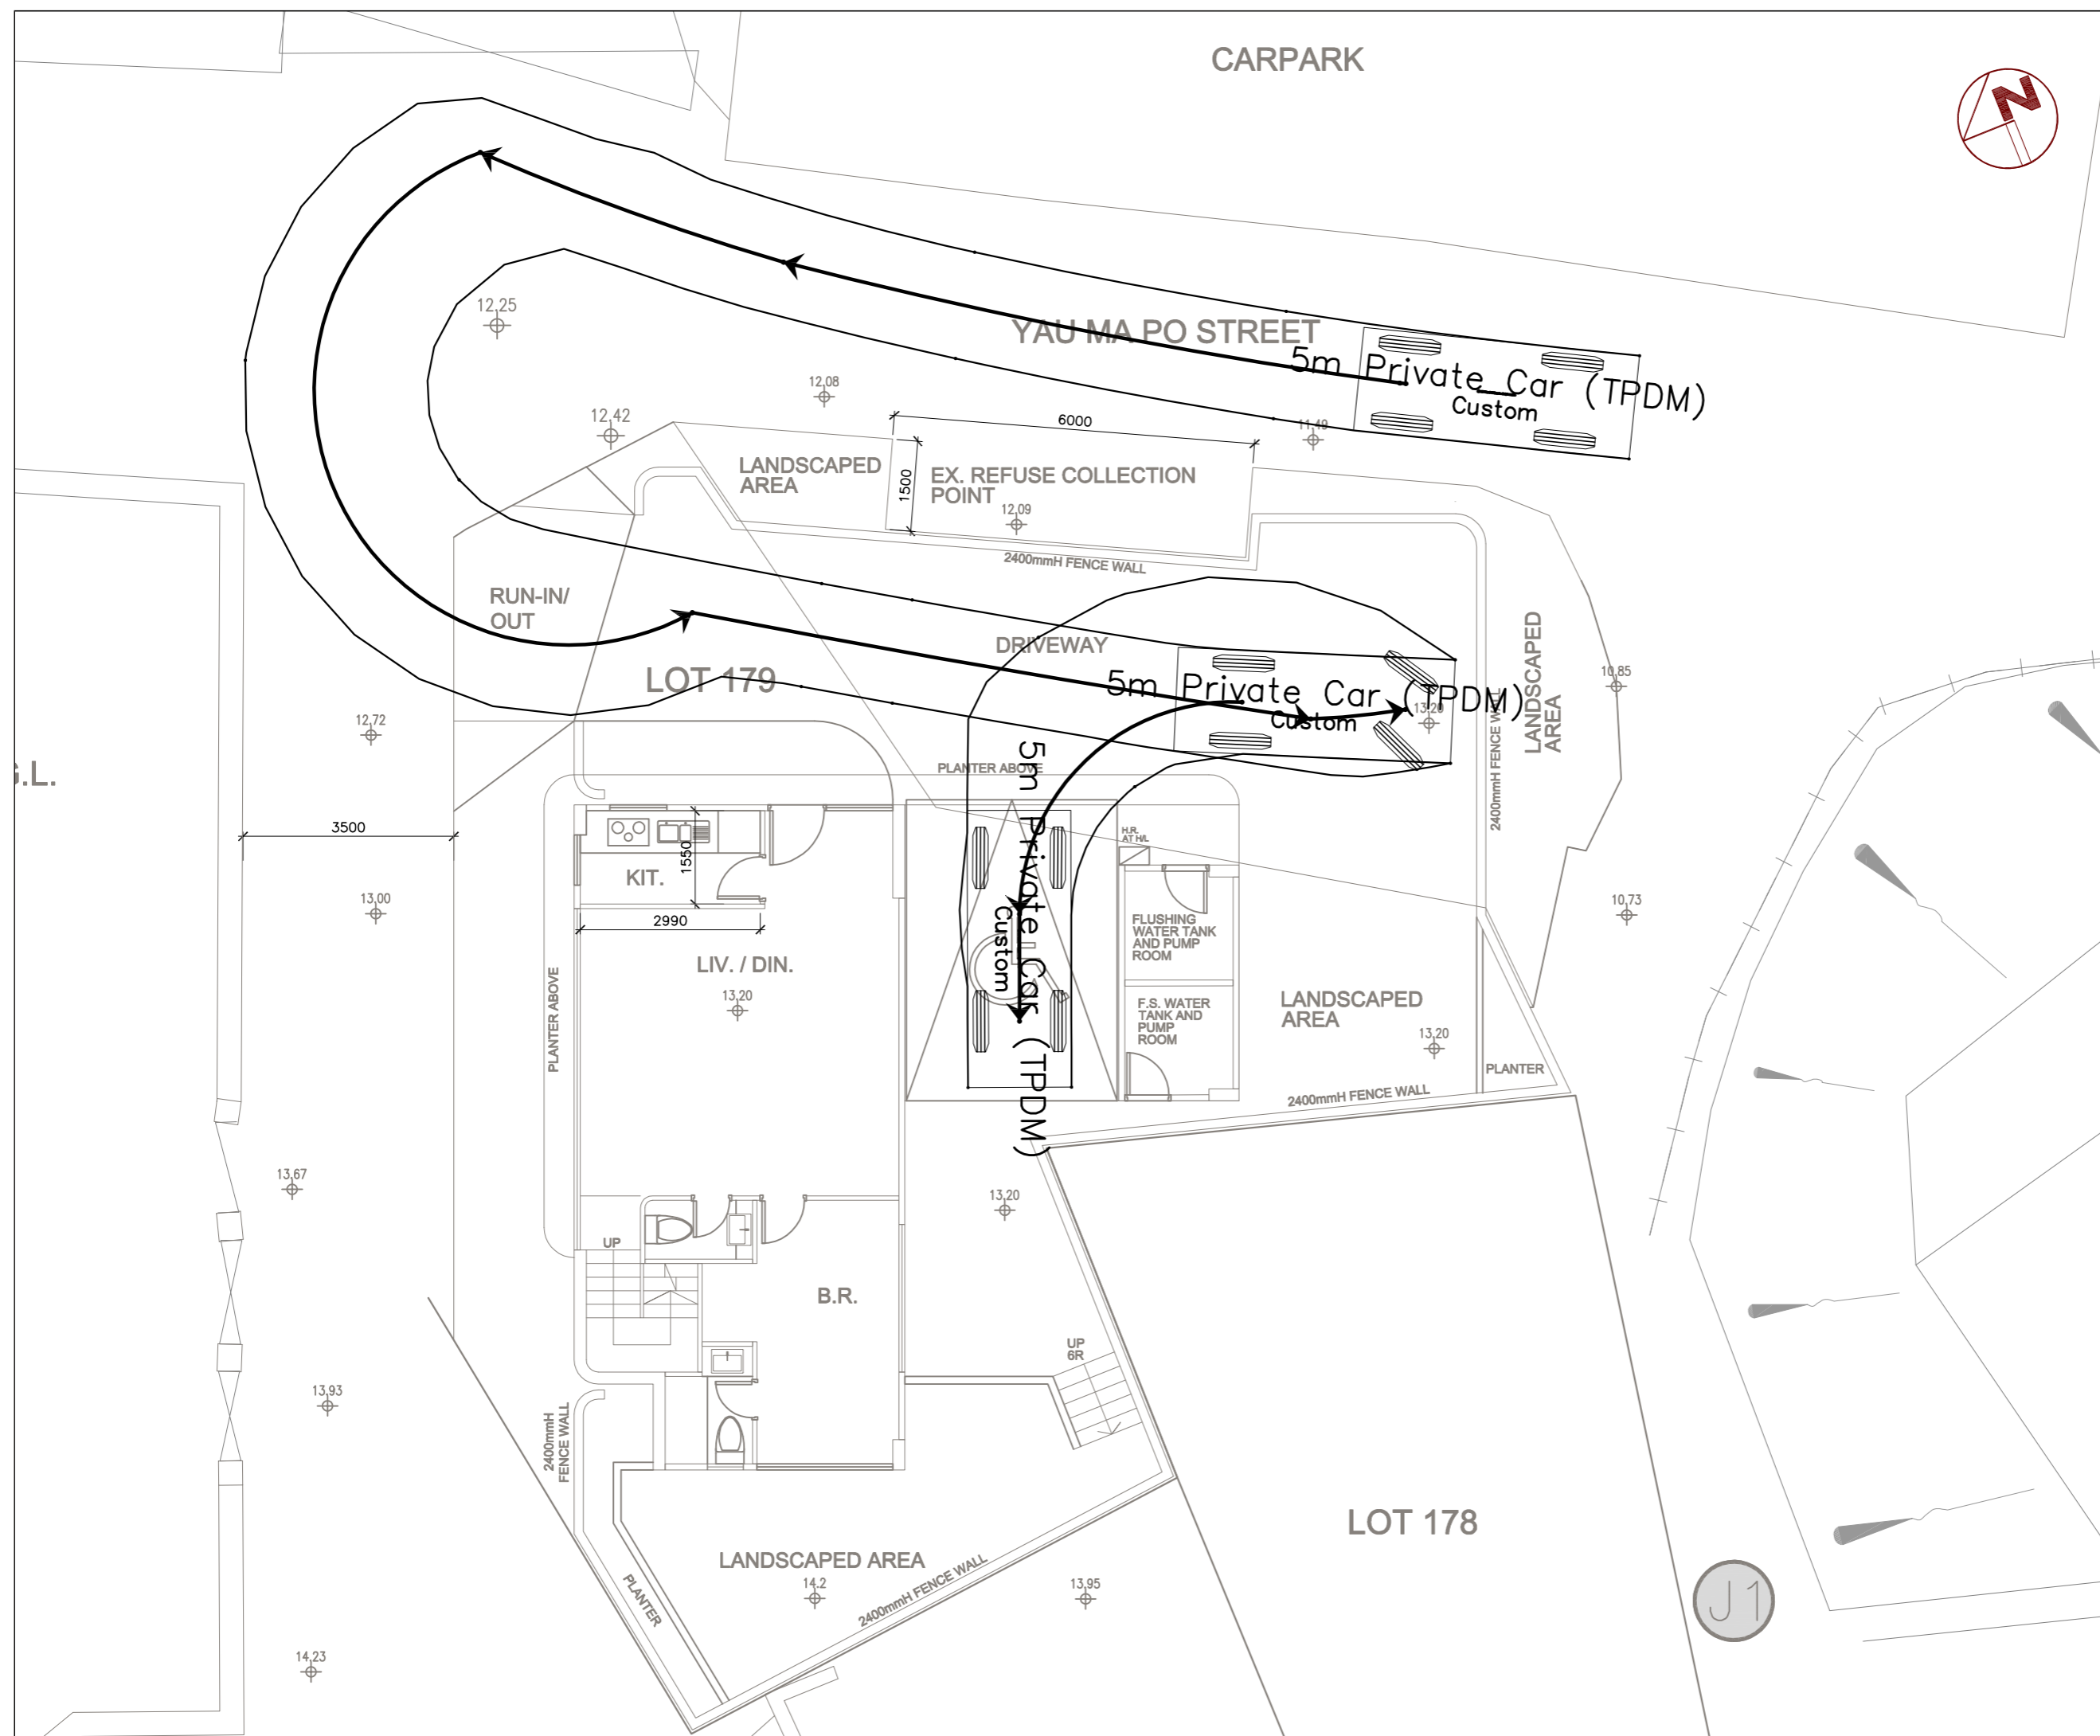 CARPARK
N
12.25
YAU MA PO STREET
5m Private Car (TPDM)
Custom
12.08
12.42
6000
11.49
LANDSCAPED
AREA
1500
EX. REFUSE COLLECTION
POINT
12.09
2400mmH FENCE WALL
RUN-IN/
OUT
DRIVEWAY
LANDSCAPED
AREA
LOT 179
10.85
5m Private Car (TPDM)
Custom
13.20
2400mmH FENCE WALL
12.72
5m Private Car (TPDM)
Custom
PLANTER ABOVE
3500
H.R.
AT H/L
1550
KIT.
13.00
2990
10.73
FLUSHING
WATER TANK
AND PUMP
ROOM
LIV. / DIN.
13.20
PLANTER ABOVE
F.S. WATER
TANK AND
PUMP
ROOM
LANDSCAPED
AREA
13.20
PLANTER
2400mmH FENCE WALL
13.67
13.20
UP
B.R.
UP
6R
13.93
2400mmH
FENCE WALL
LOT 178
LANDSCAPED AREA
14.2
2400mmH FENCE WALL
13.95
PLANTER
J1
14.23